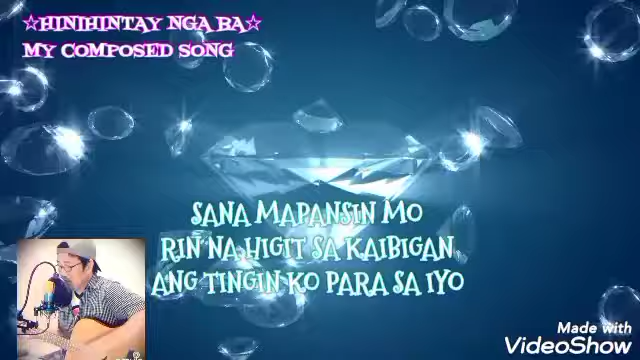 ☆HINIHINTAY NGA BA☆
MY COMPOSED SONG
SANA MAPANSIN MO
RIN NA HIGIT SA KAIBIGAN
ANG TINGIN KO PARA SA IYO
Made with
VideoShow